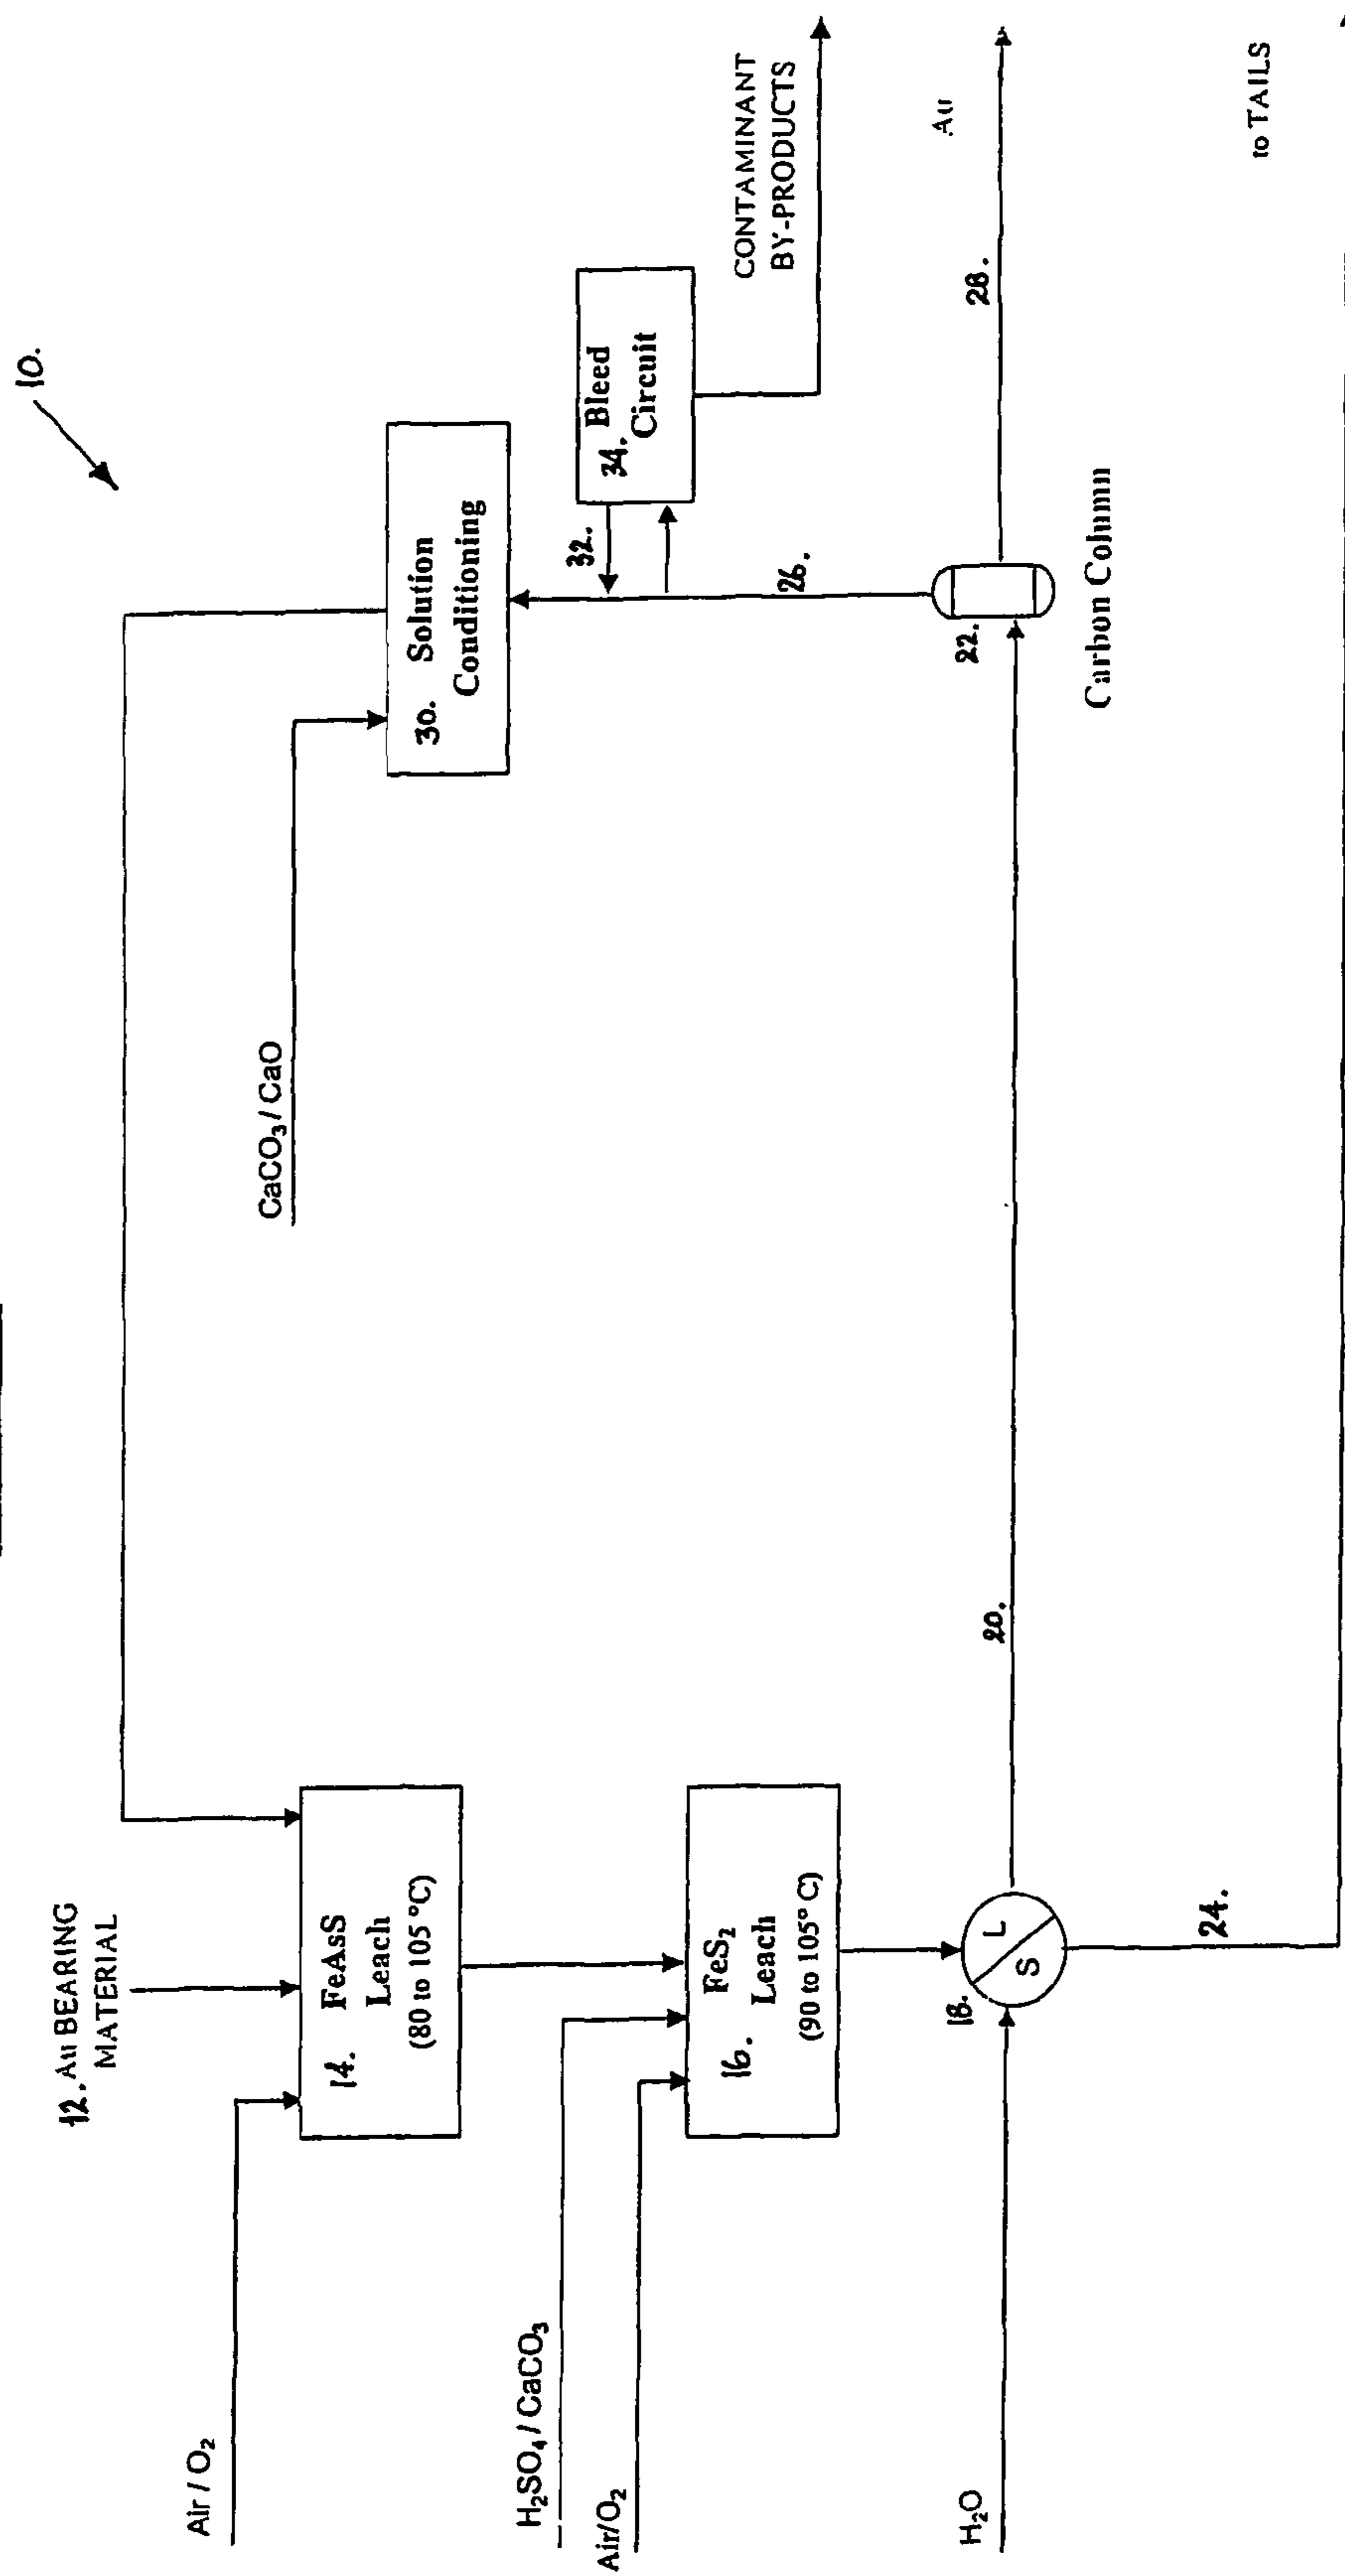 10.
12. Au BEARING
MATERIAL
Air / O₂
14. FeAsS
Leach
(80 to 105 °C)
CaCO₃ / CaO
30. Solution
Conditioning
H₂SO₄ / CaCO₃
Air/O₂
16. FeS₂
Leach
(90 to 105° C)
32.
34. Bleed
Circuit
CONTAMINANT
BY-PRODUCTS
26.
H₂O
18.
S L
20.
22.
Carbon Column
28.
Au
24.
to TAILS